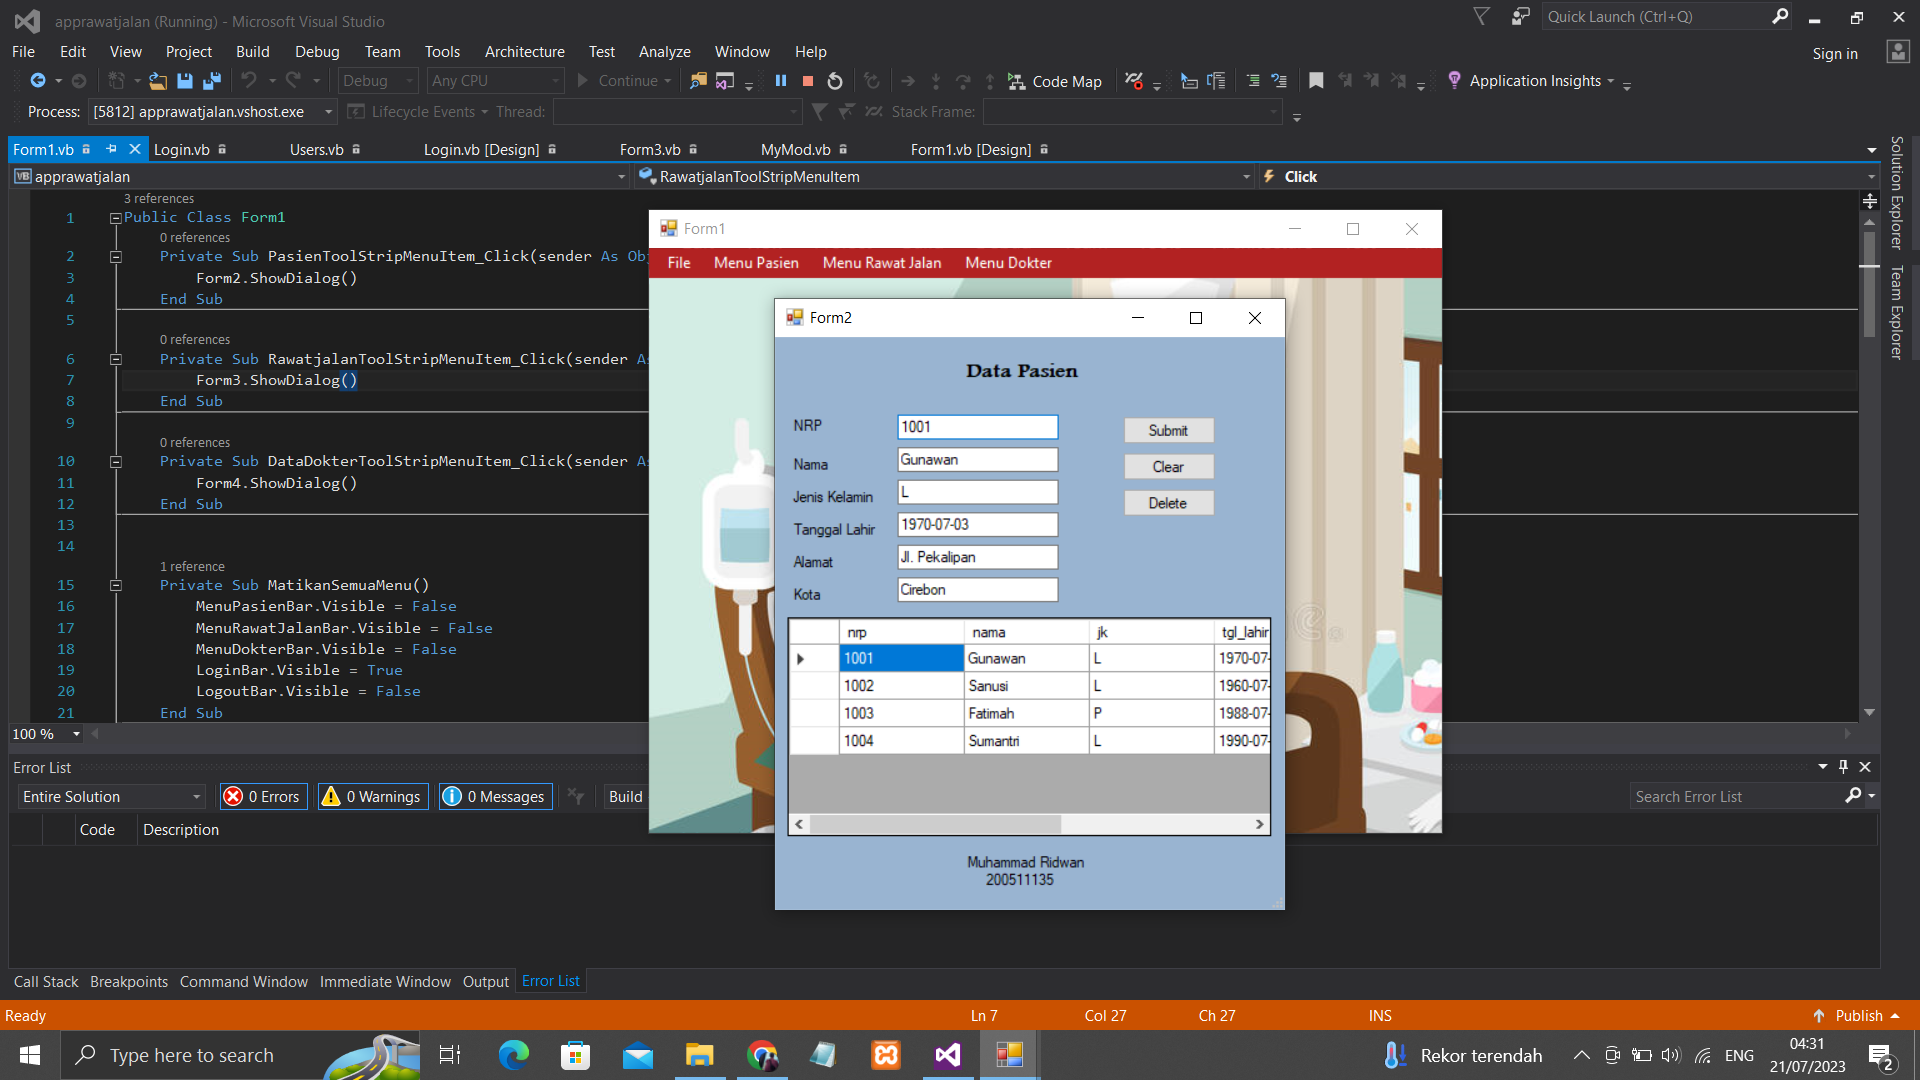 apprawatjalan (Running) - Microsoft Visual Studio
Quick Launch (Ctrl+Q)
File Edit View Project Build Debug Team Tools Architecture Test Analyze Window Help
Sign in
Debug Any CPU Continue Code Map Application Insights
Process: [5812] apprawatjalan.vshost.exe Lifecycle Events Thread: Stack Frame:
Form1.vb Login.vb Users.vb Login.vb [Design] Form3.vb MyMod.vb Form1.vb [Design]
apprawatjalan RawatjalanToolStripMenuItem Click
Solution Explorer
Team Explorer
3 references
1 Public Class Form1
0 references
2 Private Sub PasienToolStripMenuItem_Click(sender As Obj
3 Form2.ShowDialog()
4 End Sub
5
0 references
6 Private Sub RawatjalanToolStripMenuItem_Click(sender As
7 Form3.ShowDialog()
8 End Sub
9
0 references
10 Private Sub DataDokterToolStripMenuItem_Click(sender As
11 Form4.ShowDialog()
12 End Sub
13
14
1 reference
15 Private Sub MatikanSemuaMenu()
16 MenuPasienBar.Visible = False
17 MenuRawatJalanBar.Visible = False
18 MenuDokterBar.Visible = False
19 LoginBar.Visible = True
20 LogoutBar.Visible = False
21 End Sub
100 %
Form1
File Menu Pasien Menu Rawat Jalan Menu Dokter
Form2
Data Pasien
NRP 1001 Submit
Nama Gunawan Clear
Jenis Kelamin L Delete
Tanggal Lahir 1970-07-03
Alamat Jl. Pekalipan
Kota Cirebon
nrp nama jk tgl_lahir
1001 Gunawan L 1970-07-
1002 Sanusi L 1960-07-
1003 Fatimah P 1988-07-
1004 Sumantri L 1990-07-
Muhammad Ridwan
200511135
Error List
Entire Solution 0 Errors 0 Warnings 0 Messages Build
Search Error List
Code Description
Call Stack Breakpoints Command Window Immediate Window Output Error List
Ready Ln 7 Col 27 Ch 27 INS Publish
Type here to search
Rekor terendah ENG 04:31
21/07/2023
2